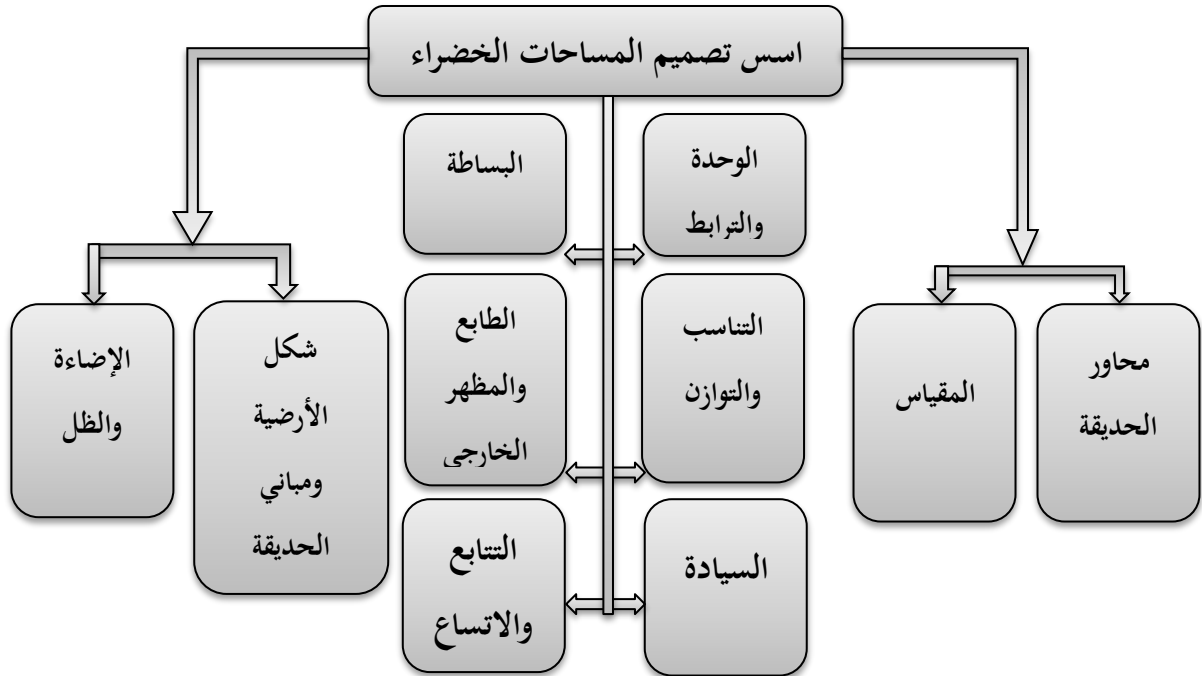 اسس تصميم المساحات الخضراء
محاور
الحديقة
المقياس
الوحدة
والترابط
البساطة
التناسب
والتوازن
الطابع
والمظهر
الخارجي
السيادة
التتابع
والاتساع
شكل
الأرضية
ومباني
الحديقة
الإضاءة
والظل